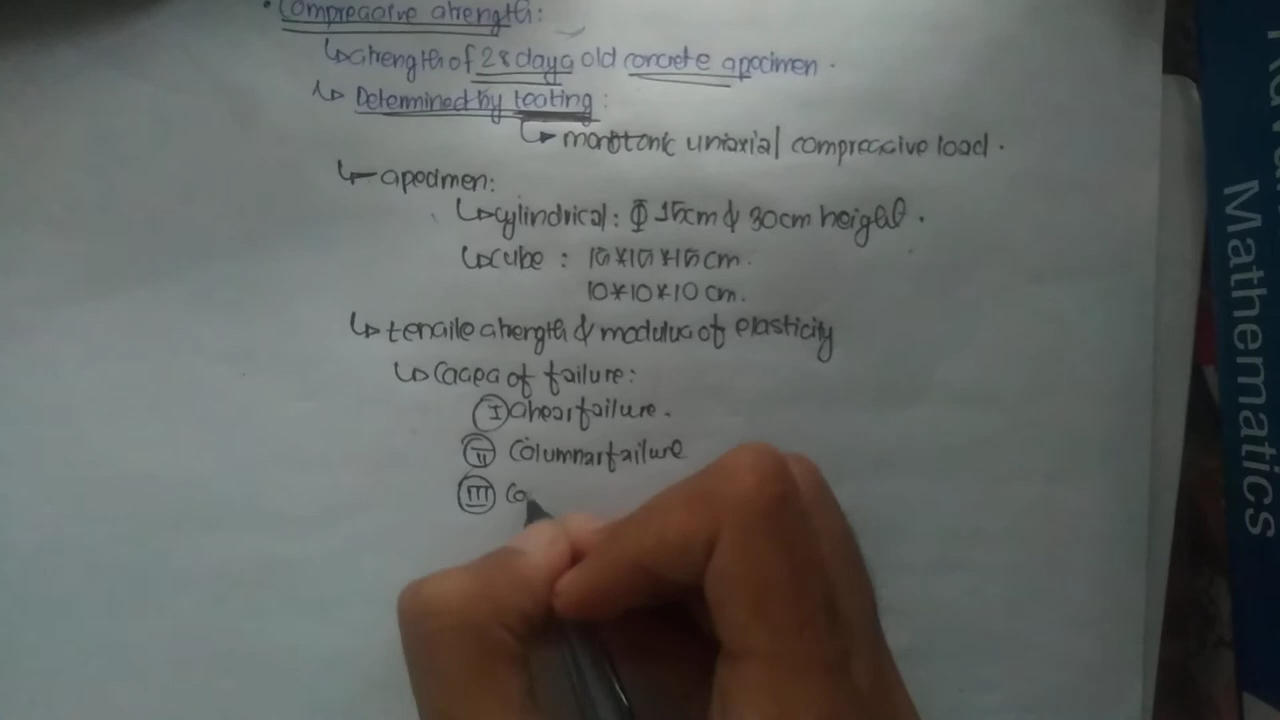 • Compressive strength:
↳ strength of 28 days old concrete specimen.
↳ Determined by testing:
↳ monotonic uniaxial compressive load.
↳ specimen:
↳ cylindrical: Φ 15cm & 30cm height.
↳ cube : 15*15*15cm.
10*10*10 cm.
↳ tensile strength & modulus of elasticity
↳ Cases of failure:
I shear failure.
II Columnar failure
III Co
Mathematics